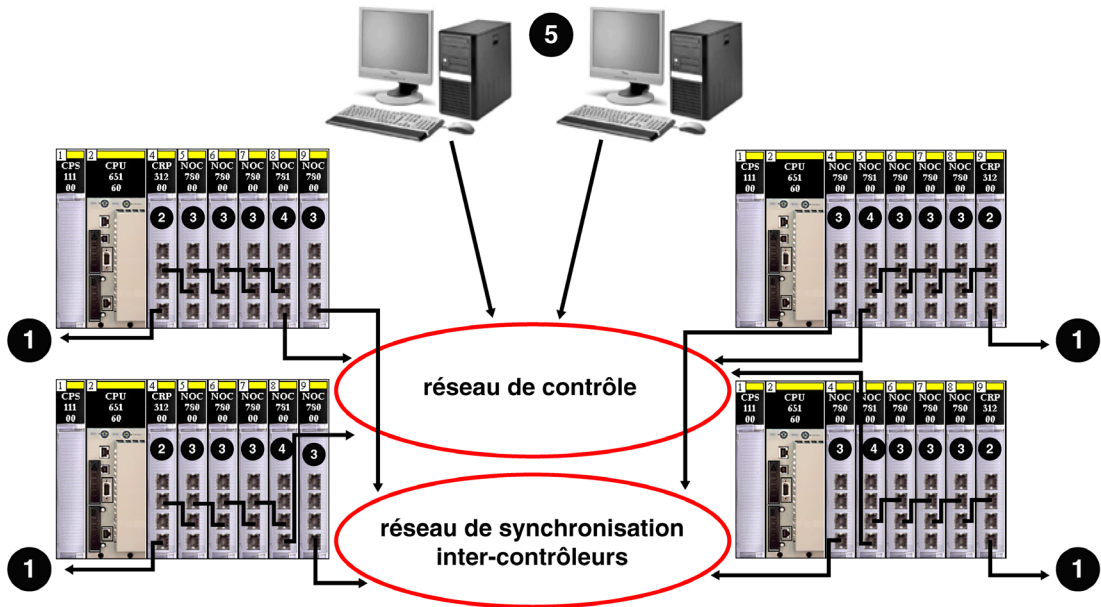 5
1 2 4 5 6 7 8 9
CPS CPU CRP NOC NOC NOC NOC NOC
111 651 312 780 780 780 781 780
00 60 00 00 00 00 00 00
2 3 3 3 4 3
1
1 2 4 5 6 7 8 9
CPS CPU NOC NOC NOC NOC NOC CRP
111 651 780 781 780 780 780 312
00 60 00 00 00 00 00 00
3 4 3 3 3 2
1
réseau de contrôle
1 2 4 5 6 7 8 9
CPS CPU CRP NOC NOC NOC NOC NOC
111 651 312 780 780 780 781 780
00 60 00 00 00 00 00 00
2 3 3 3 4 3
1
1 2 4 5 6 7 8 9
CPS CPU NOC NOC NOC NOC NOC CRP
111 651 780 781 780 780 780 312
00 60 00 00 00 00 00 00
3 4 3 3 3 2
1
réseau de synchronisation
inter-contrôleurs